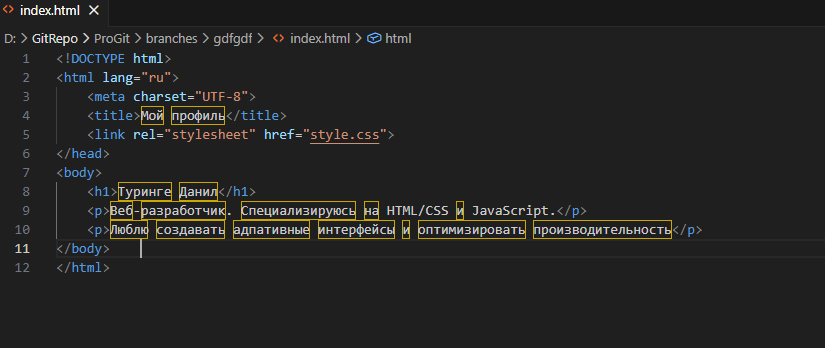 index.html
D: > GitRepo > ProGit > branches > gdfgdf > index.html > html
1 <!DOCTYPE html>
2 <html lang="ru">
3 <meta charset="UTF-8">
4 <title>Мой профиль</title>
5 <link rel="stylesheet" href="style.css">
6 </head>
7 <body>
8 <h1>Туринге Данил</h1>
9 <p>Веб-разработчик. Специализируюсь на HTML/CSS и JavaScript.</p>
10 <p>Люблю создавать адпативные интерфейсы и оптимизировать производительность</p>
11 </body>
12 </html>